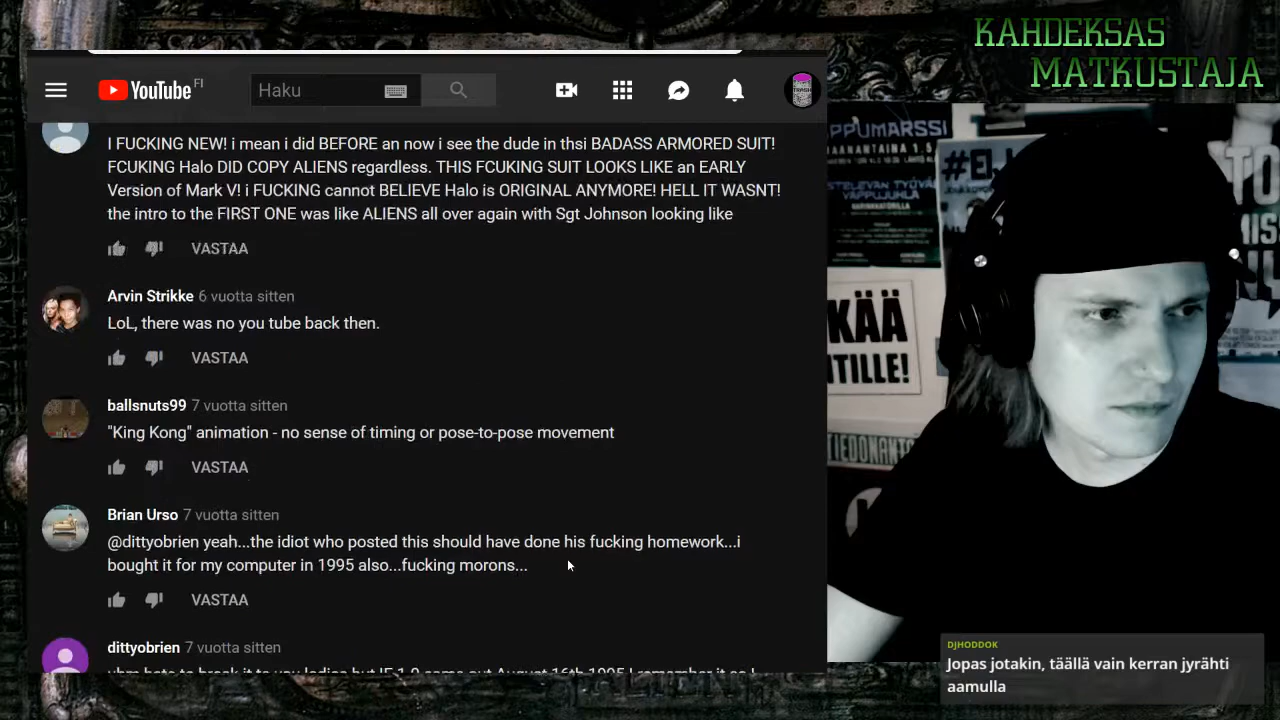 KAHDEKSAS
MATKUSTAJA
YouTube FI
Haku
I FUCKING NEW! i mean i did BEFORE an now i see the dude in thsi BADASS ARMORED SUIT!
FCUKING Halo DID COPY ALIENS regardless. THIS FCUKING SUIT LOOKS LIKE an EARLY
Version of Mark V! i FUCKING cannot BELIEVE Halo is ORIGINAL ANYMORE! HELL IT WASNT!
the intro to the FIRST ONE was like ALIENS all over again with Sgt Johnson looking like
VASTAA
Arvin Strikke 6 vuotta sitten
LoL, there was no you tube back then.
VASTAA
ballsnuts99 7 vuotta sitten
"King Kong" animation - no sense of timing or pose-to-pose movement
VASTAA
Brian Urso 7 vuotta sitten
@dittyobrien yeah...the idiot who posted this should have done his fucking homework...i
bought it for my computer in 1995 also...fucking morons...
VASTAA
dittyobrien 7 vuotta sitten
PPUMARSSI
#EI
KÄÄ
TILLE!
TIEDONANTO
DJHODDOK
Jopas jotakin, täällä vain kerran jyrähti
aamulla